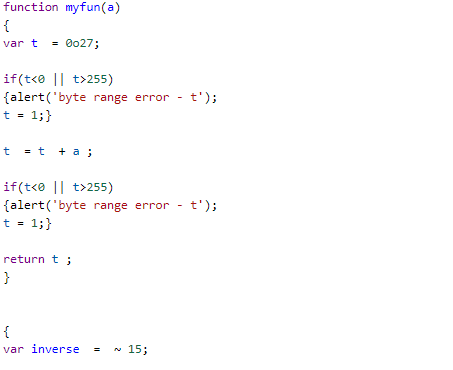 function myfun(a)
{
var t  = 0o27;
if(t<0 || t>255)
{alert('byte range error - t');
t = 1;}
t  = t  + a ;
if(t<0 || t>255)
{alert('byte range error - t');
t = 1;}
return t ;
}
{
var inverse  =  ~ 15;